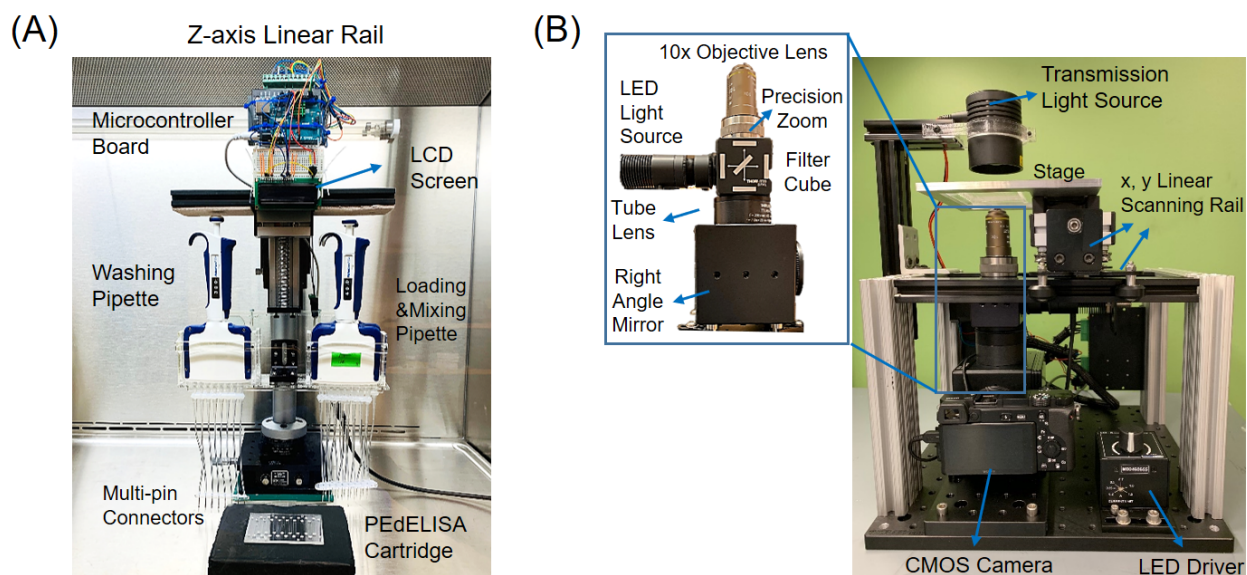 (A)
Z-axis Linear Rail
Microcontroller
Board
LCD
Screen
Washing
Pipette
Loading
&Mixing
Pipette
Multi-pin
Connectors
PEdELISA
Cartridge
(B)
10x Objective Lens
LED
Light
Source
Precision
Zoom
Filter
Cube
Tube
Lens
Right
Angle
Mirror
Transmission
Light Source
Stage
x, y Linear
Scanning Rail
CMOS Camera
LED Driver